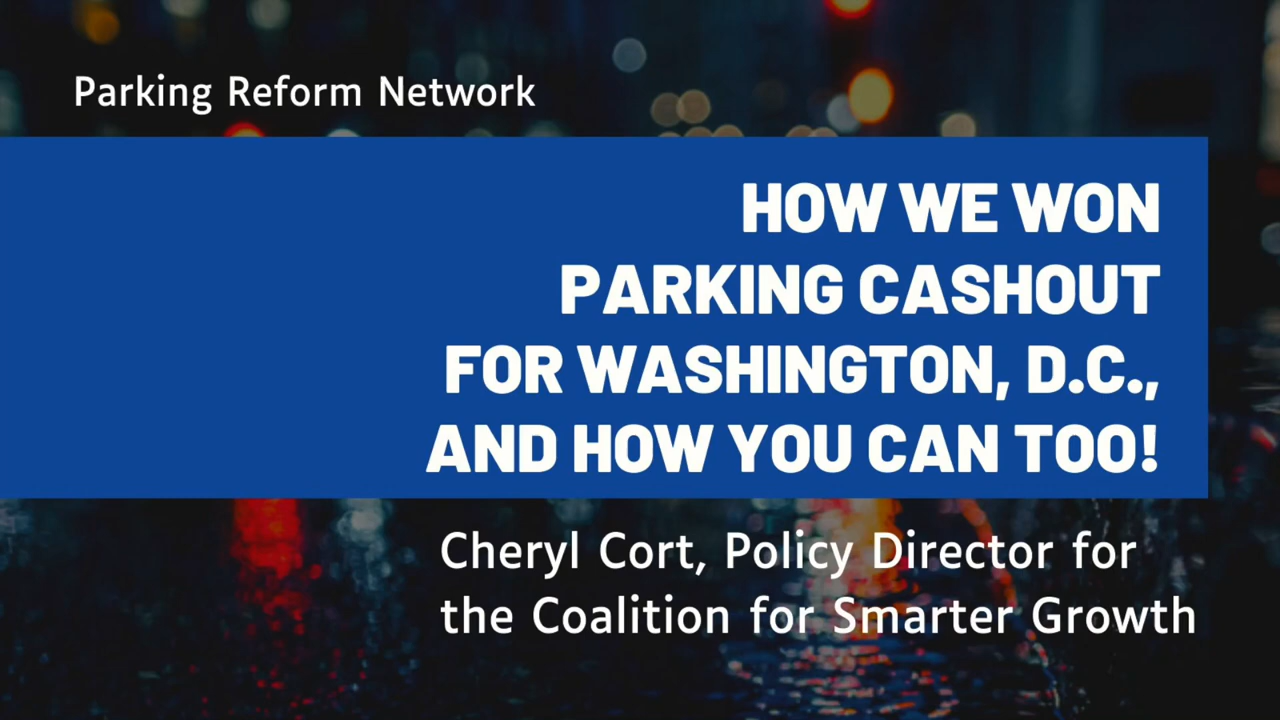 Parking Reform Network
HOW WE WON
PARKING CASHOUT
FOR WASHINGTON, D.C.,
AND HOW YOU CAN TOO!
Cheryl Cort, Policy Director for
the Coalition for Smarter Growth